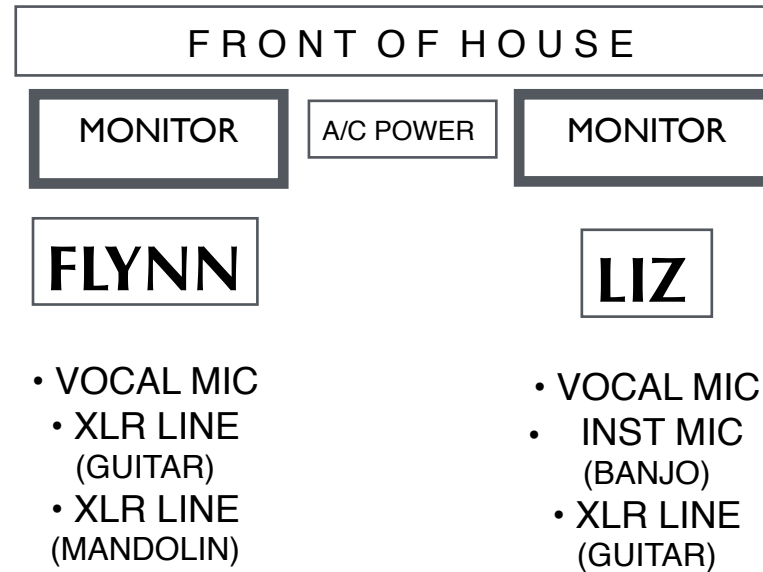 FRONT OF HOUSE
MONITOR
A/C POWER
MONITOR
FLYNN
• VOCAL MIC
• XLR LINE
(GUITAR)
• XLR LINE
(MANDOLIN)
LIZ
• VOCAL MIC
• INST MIC
(BANJO)
• XLR LINE
(GUITAR)